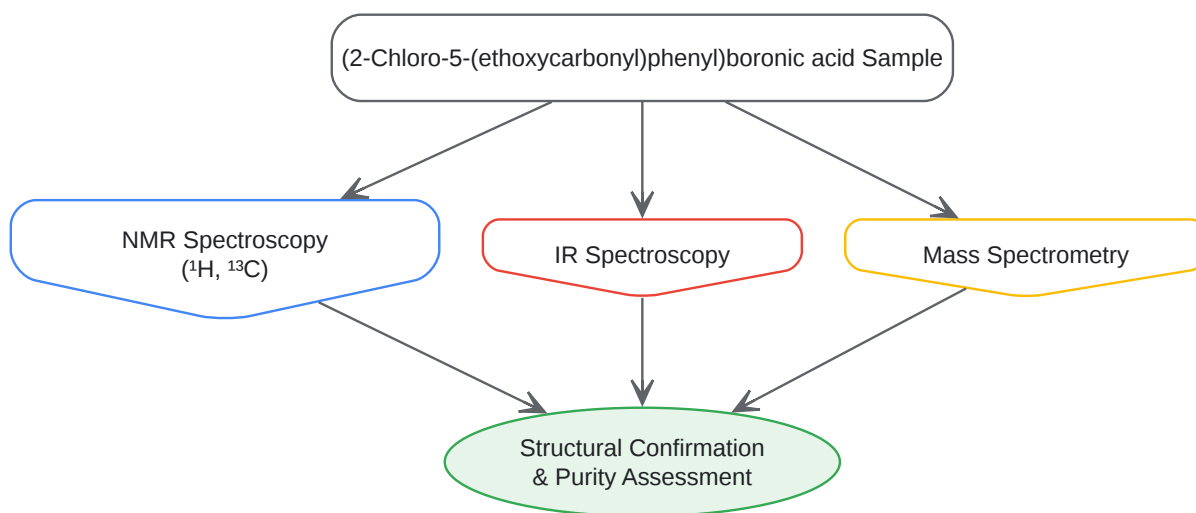 (2-Chloro-5-(ethoxycarbonyl)phenyl)boronic acid Sample
NMR Spectroscopy
(¹H, ¹³C)
IR Spectroscopy
Mass Spectrometry
Structural Confirmation
& Purity Assessment